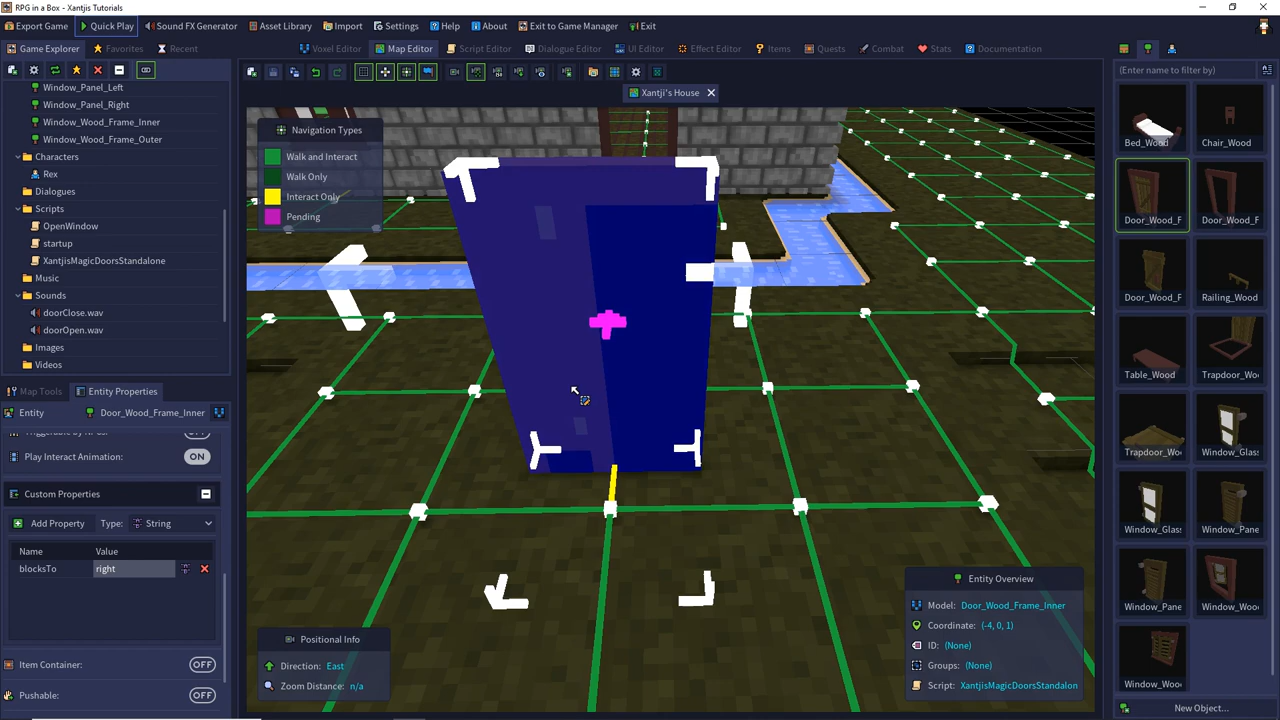 RPG in a Box - Xantjis Tutorials
Export Game Quick Play Sound FX Generator Asset Library Import Settings Help About Exit to Game Manager Exit
Game Explorer Favorites Recent Voxel Editor Map Editor Script Editor Dialogue Editor UI Editor Effect Editor Items Quests Combat Stats Documentation
(Enter name to filter by)
Xantji's House
Window_Panel_Left
Window_Panel_Right
Window_Wood_Frame_Inner
Window_Wood_Frame_Outer
Characters
Rex
Dialogues
Scripts
OpenWindow
startup
XantjisMagicDoorsStandalone
Music
Sounds
doorClose.wav
doorOpen.wav
Images
Videos
Map Tools Entity Properties
Entity Door_Wood_Frame_Inner
Play Interact Animation: ON
Custom Properties
Add Property Type: String
Name Value
blocksTo right
Item Container: OFF
Pushable: OFF
Navigation Types
Walk and Interact
Walk Only
Interact Only
Pending
Positional Info
Direction: East
Zoom Distance: n/a
Entity Overview
Model: Door_Wood_Frame_Inner
Coordinate: (-4, 0, 1)
ID: (None)
Groups: (None)
Script: XantjisMagicDoorsStandalon
Bed_Wood Chair_Wood
Door_Wood_F Door_Wood_F
Door_Wood_F Railing_Wood
Table_Wood Trapdoor_Wo
Trapdoor_Wo Window_Glas
Window_Glas Window_Pane
Window_Pane Window_Woo
Window_Woo
New Object...